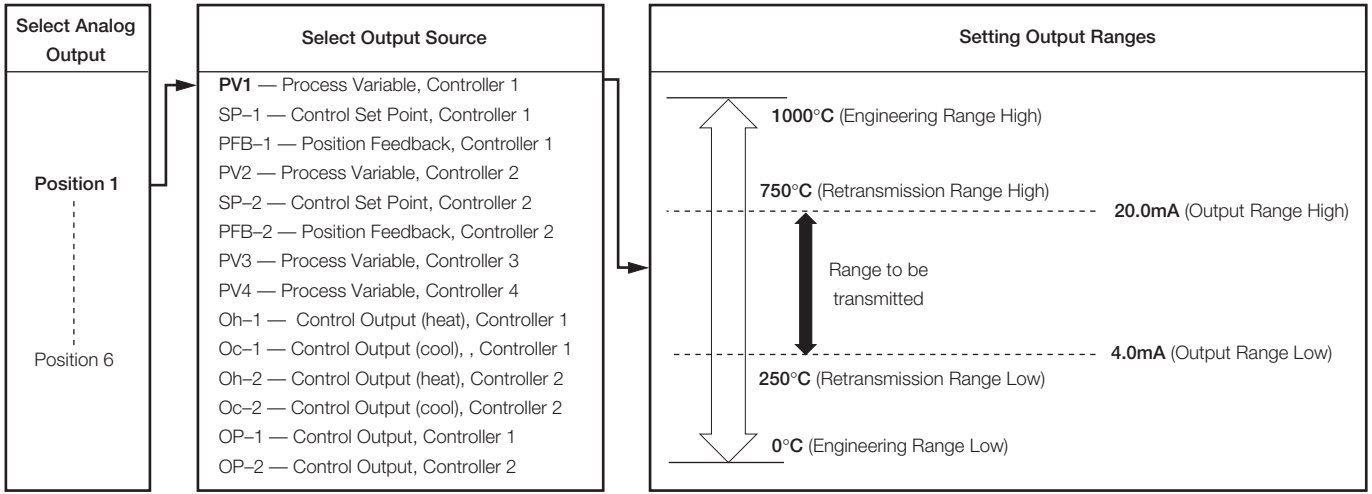 Select Analog
Output
Position 1
Position 6
Select Output Source
PV1 — Process Variable, Controller 1
SP–1 — Control Set Point, Controller 1
PFB–1 — Position Feedback, Controller 1
PV2 — Process Variable, Controller 2
SP–2 — Control Set Point, Controller 2
PFB–2 — Position Feedback, Controller 2
PV3 — Process Variable, Controller 3
PV4 — Process Variable, Controller 4
Oh–1 — Control Output (heat), Controller 1
Oc–1 — Control Output (cool), , Controller 1
Oh–2 — Control Output (heat), Controller 2
Oc–2 — Control Output (cool), Controller 2
OP–1 — Control Output, Controller 1
OP–2 — Control Output, Controller 2
Setting Output Ranges
1000°C (Engineering Range High)
750°C (Retransmission Range High)
20.0mA (Output Range High)
Range to be
transmitted
4.0mA (Output Range Low)
250°C (Retransmission Range Low)
0°C (Engineering Range Low)